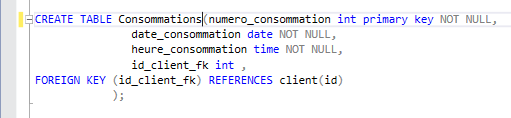 CREATE TABLE Consommations(numero_consommation int primary key NOT NULL,
date_consommation date NOT NULL,
heure_consommation time NOT NULL,
id_client_fk int ,
FOREIGN KEY (id_client_fk) REFERENCES client(id)
);